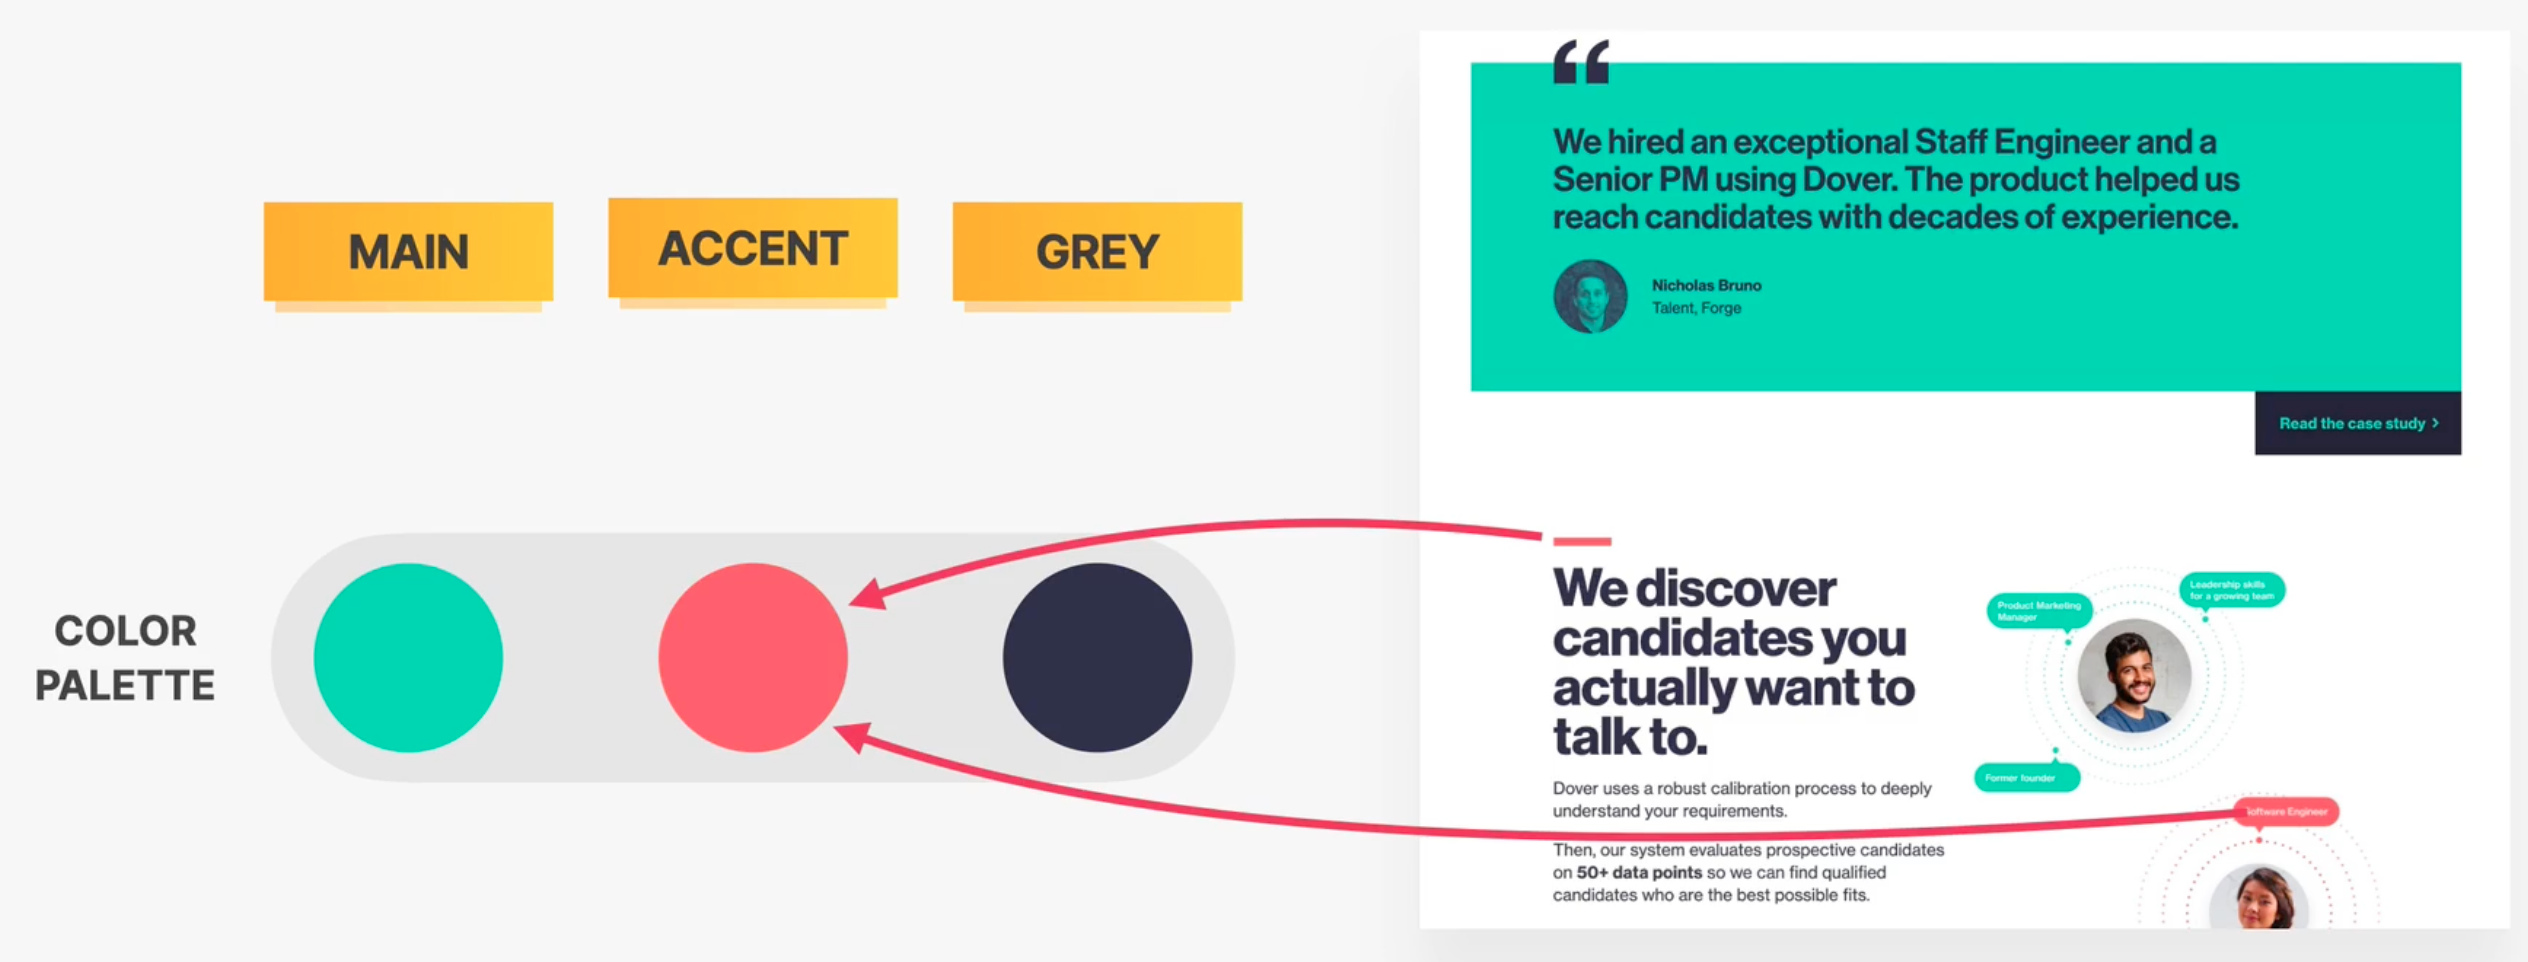 MAIN
ACCENT
GREY
COLOR
PALETTE
“
We hired an exceptional Staff Engineer and a
Senior PM using Dover. The product helped us
reach candidates with decades of experience.
Nicholas Bruno
Talent, Forge
Read the case study >
We discover
candidates you
actually want to
talk to.
Dover uses a robust calibration process to deeply
understand your requirements.
Then, our system evaluates prospective candidates
on 50+ data points so we can find qualified
candidates who are the best possible fits.
Product Marketing
Manager
Leadership skills
for a growing team
Former founder
Software Engineer